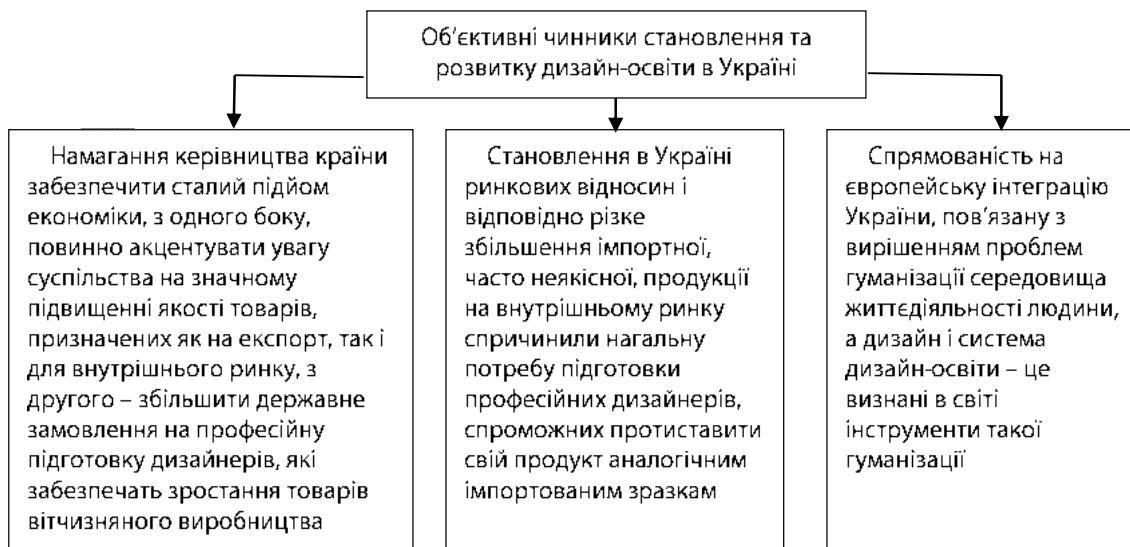 Об'єктивні чинники становлення та
розвитку дизайн-освіти в Україні
Намагання керівництва країни
забезпечити сталий підйом
економіки, з одного боку,
повинно акцентувати увагу
суспільства на значному
підвищенні якості товарів,
призначених як на експорт, так і
для внутрішнього ринку, з
другого – збільшити державне
замовлення на професійну
підготовку дизайнерів, які
забезпечать зростання товарів
вітчизняного виробництва
Становлення в Україні
ринкових відносин і
відповідно різке
збільшення імпортної,
часто неякісної, продукції
на внутрішньому ринку
спричинили нагальну
потребу підготовки
професійних дизайнерів,
спроможних протиставити
свій продукт аналогічним
імпортованим зразкам
Спрямованість на
європейську інтеграцію
України, пов'язану з
вирішенням проблем
гуманізації середовища
життєдіяльності людини,
а дизайн і система
дизайн-освіти – це
визнані в світі
інструменти такої
гуманізації